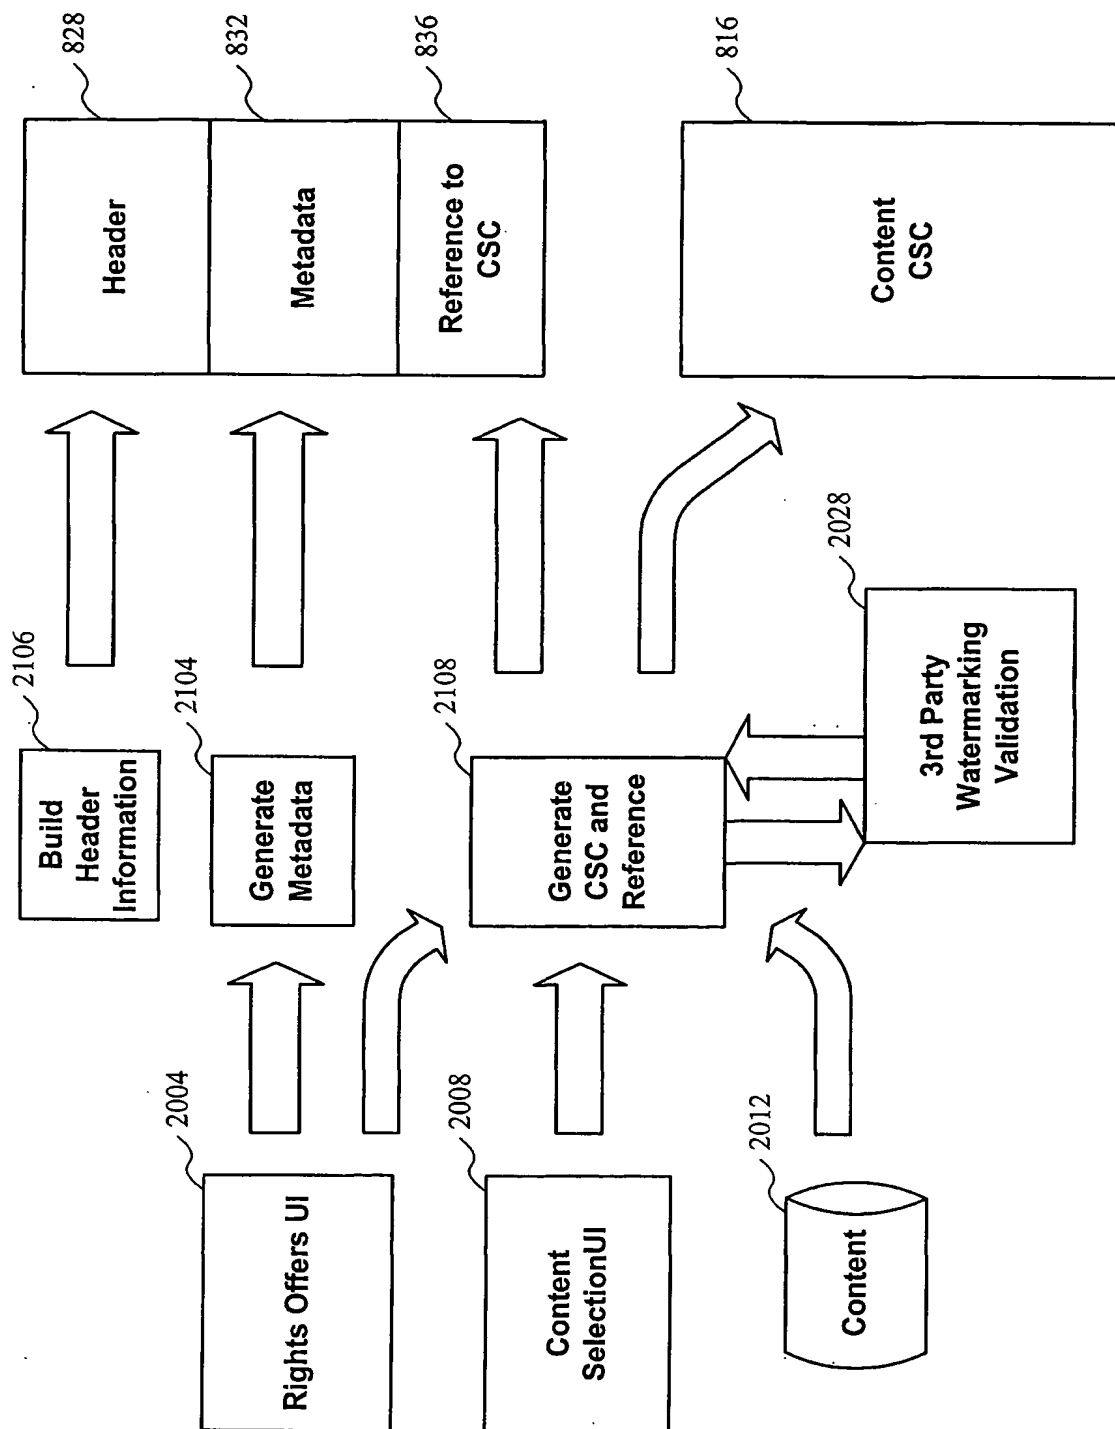 828
Header
832
Metadata
836
Reference to
CSC
816
Content
CSC
2106
Build
Header
Information
2104
Generate
Metadata
2108
Generate
CSC and
Reference
2028
3rd Party
Watermarking
Validation
2004
Rights Offers UI
2008
Content
SelectionUI
2012
Content